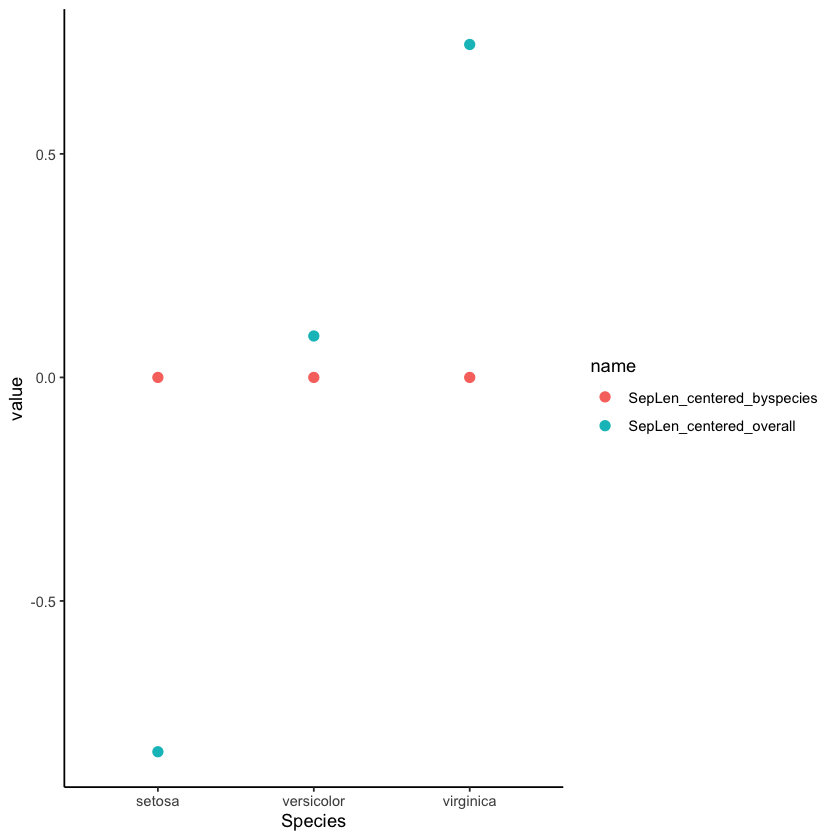 0.5
0.0
-0.5
value
setosa versicolor virginica
Species
name
SepLen_centered_byspecies
SepLen_centered_overall